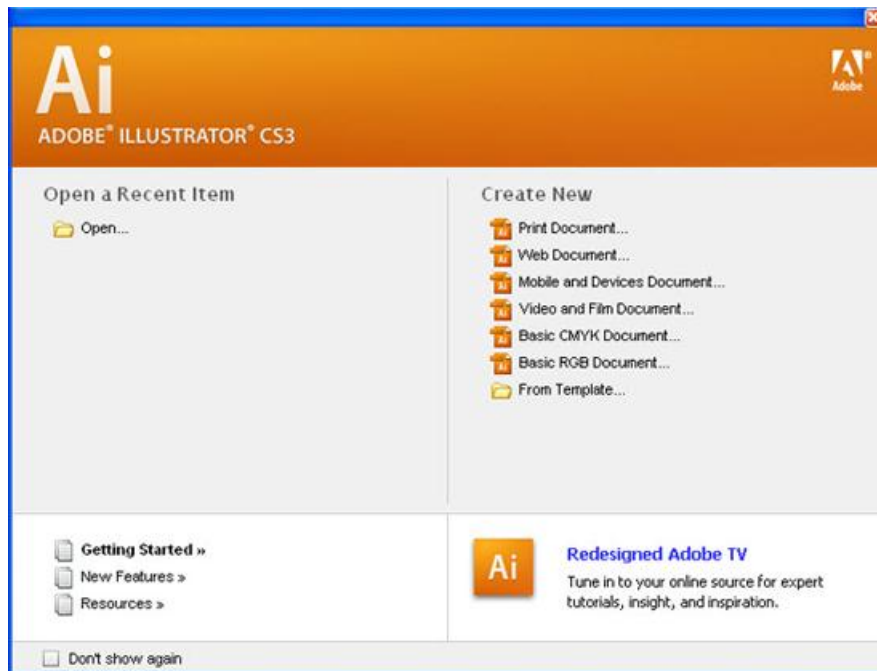 Ai
ADOBE® ILLUSTRATOR® CS3
Adobe
Open a Recent Item
Open...
Create New
Print Document...
Web Document...
Mobile and Devices Document...
Video and Film Document...
Basic CMYK Document...
Basic RGB Document...
From Template...
Getting Started »
New Features »
Resources »
Ai
Redesigned Adobe TV
Tune in to your online source for expert
tutorials, insight, and inspiration.
Don't show again